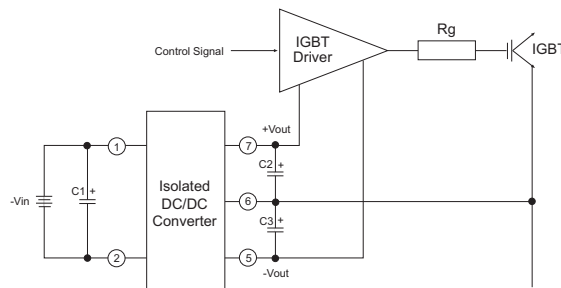 Rg
IGBT
Driver
Control Signal
IGBT
+Vout
1
7
C2 +
C1 +
-Vin
Isolated
DC/DC
Converter
6
C3 +
2
5
-Vout